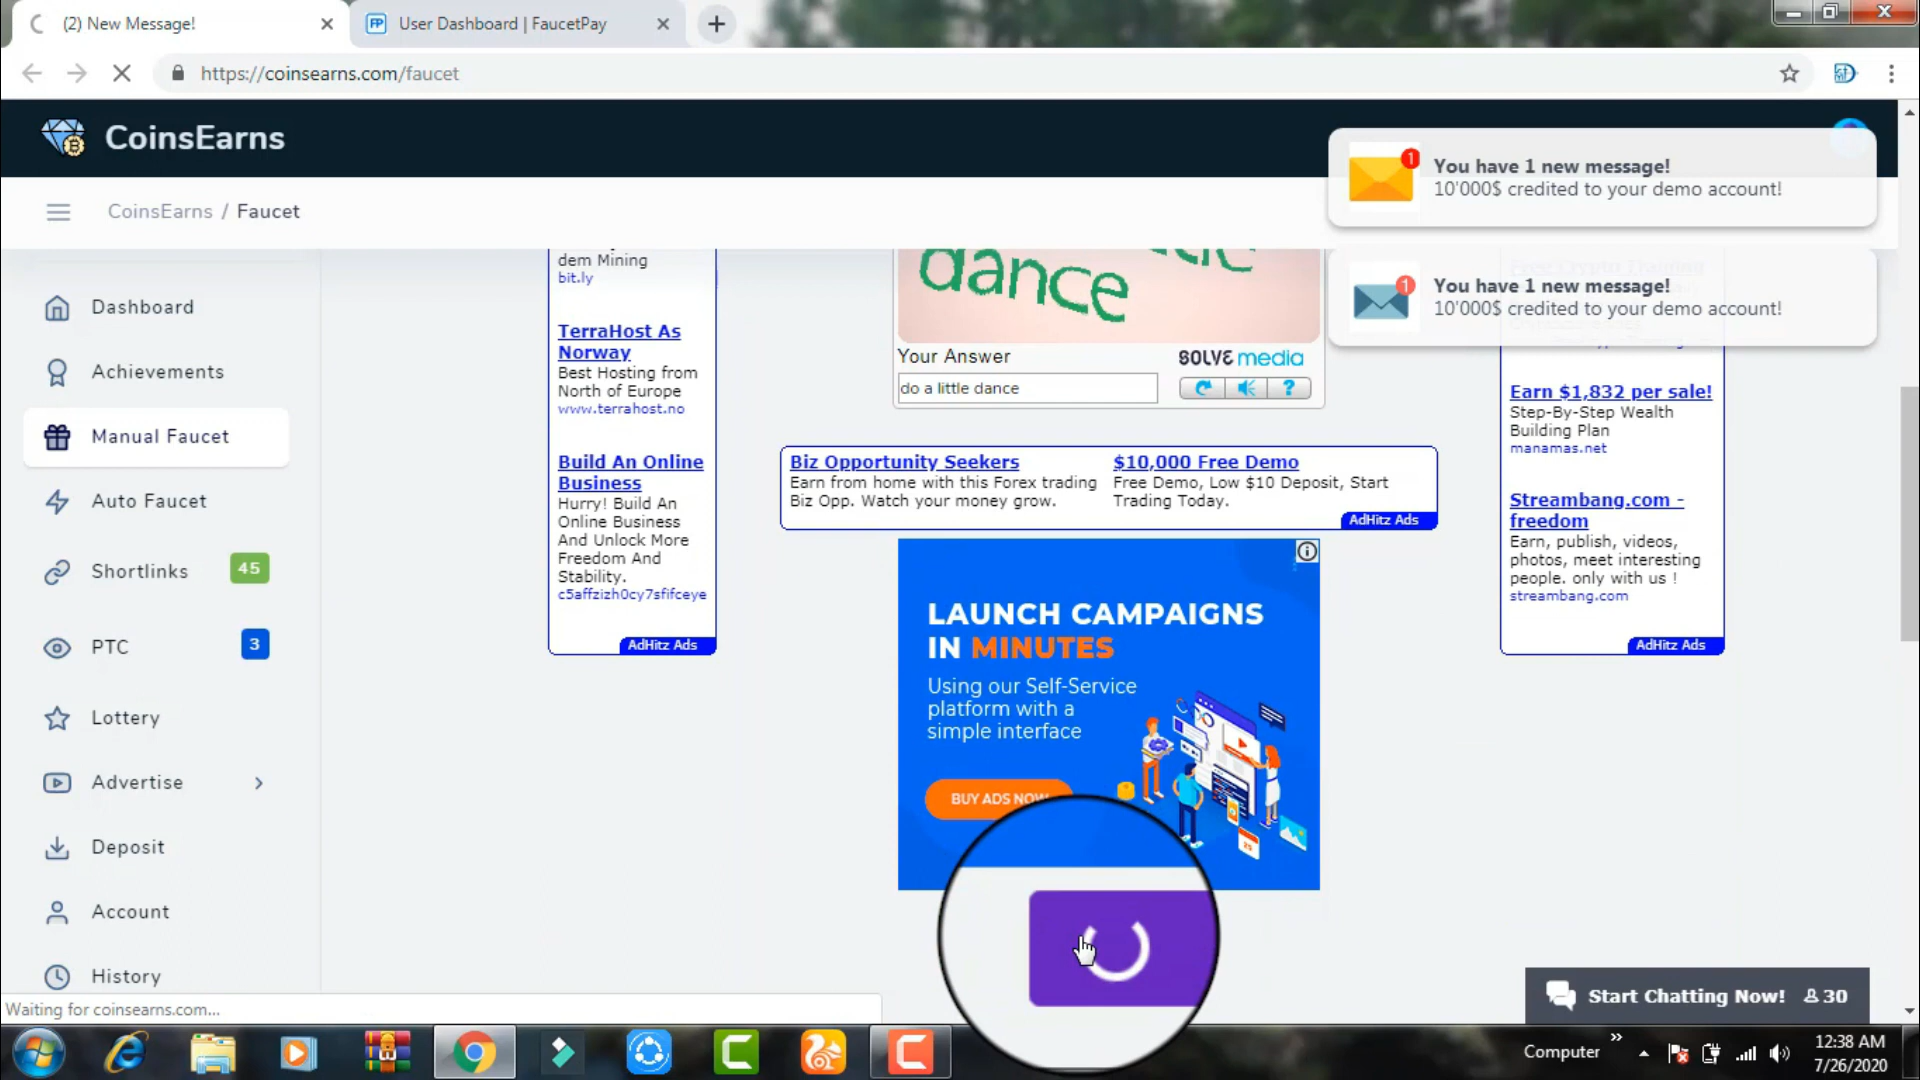 (2) New Message!
User Dashboard | FaucetPay
https://coinsearns.com/faucet
CoinsEarns
CoinsEarns / Faucet
You have 1 new message!
10'000$ credited to your demo account!
You have 1 new message!
10'000$ credited to your demo account!
Dashboard
Achievements
Manual Faucet
Auto Faucet
Shortlinks 45
PTC 3
Lottery
Advertise
Deposit
Account
History
dem Mining
bit.ly
TerraHost As
Norway
Best Hosting from
North of Europe
www.terrahost.no
Build An Online
Business
Hurry! Build An
Online Business
And Unlock More
Freedom And
Stability.
c5affzizh0cy7sfifceye
AdHitz Ads
dance
Your Answer
SOLVE media
do a little dance
Biz Opportunity Seekers
Earn from home with this Forex trading
Biz Opp. Watch your money grow.
$10,000 Free Demo
Free Demo, Low $10 Deposit, Start
Trading Today.
AdHitz Ads
LAUNCH CAMPAIGNS
IN MINUTES
Using our Self-Service
platform with a
simple interface
BUY ADS NOW
Earn $1,832 per sale!
Step-By-Step Wealth
Building Plan
manamas.net
Streambang.com -
freedom
Earn, publish, videos,
photos, meet interesting
people. only with us !
streambang.com
AdHitz Ads
Start Chatting Now! 30
Waiting for coinsearns.com...
Computer
12:38 AM
7/26/2020